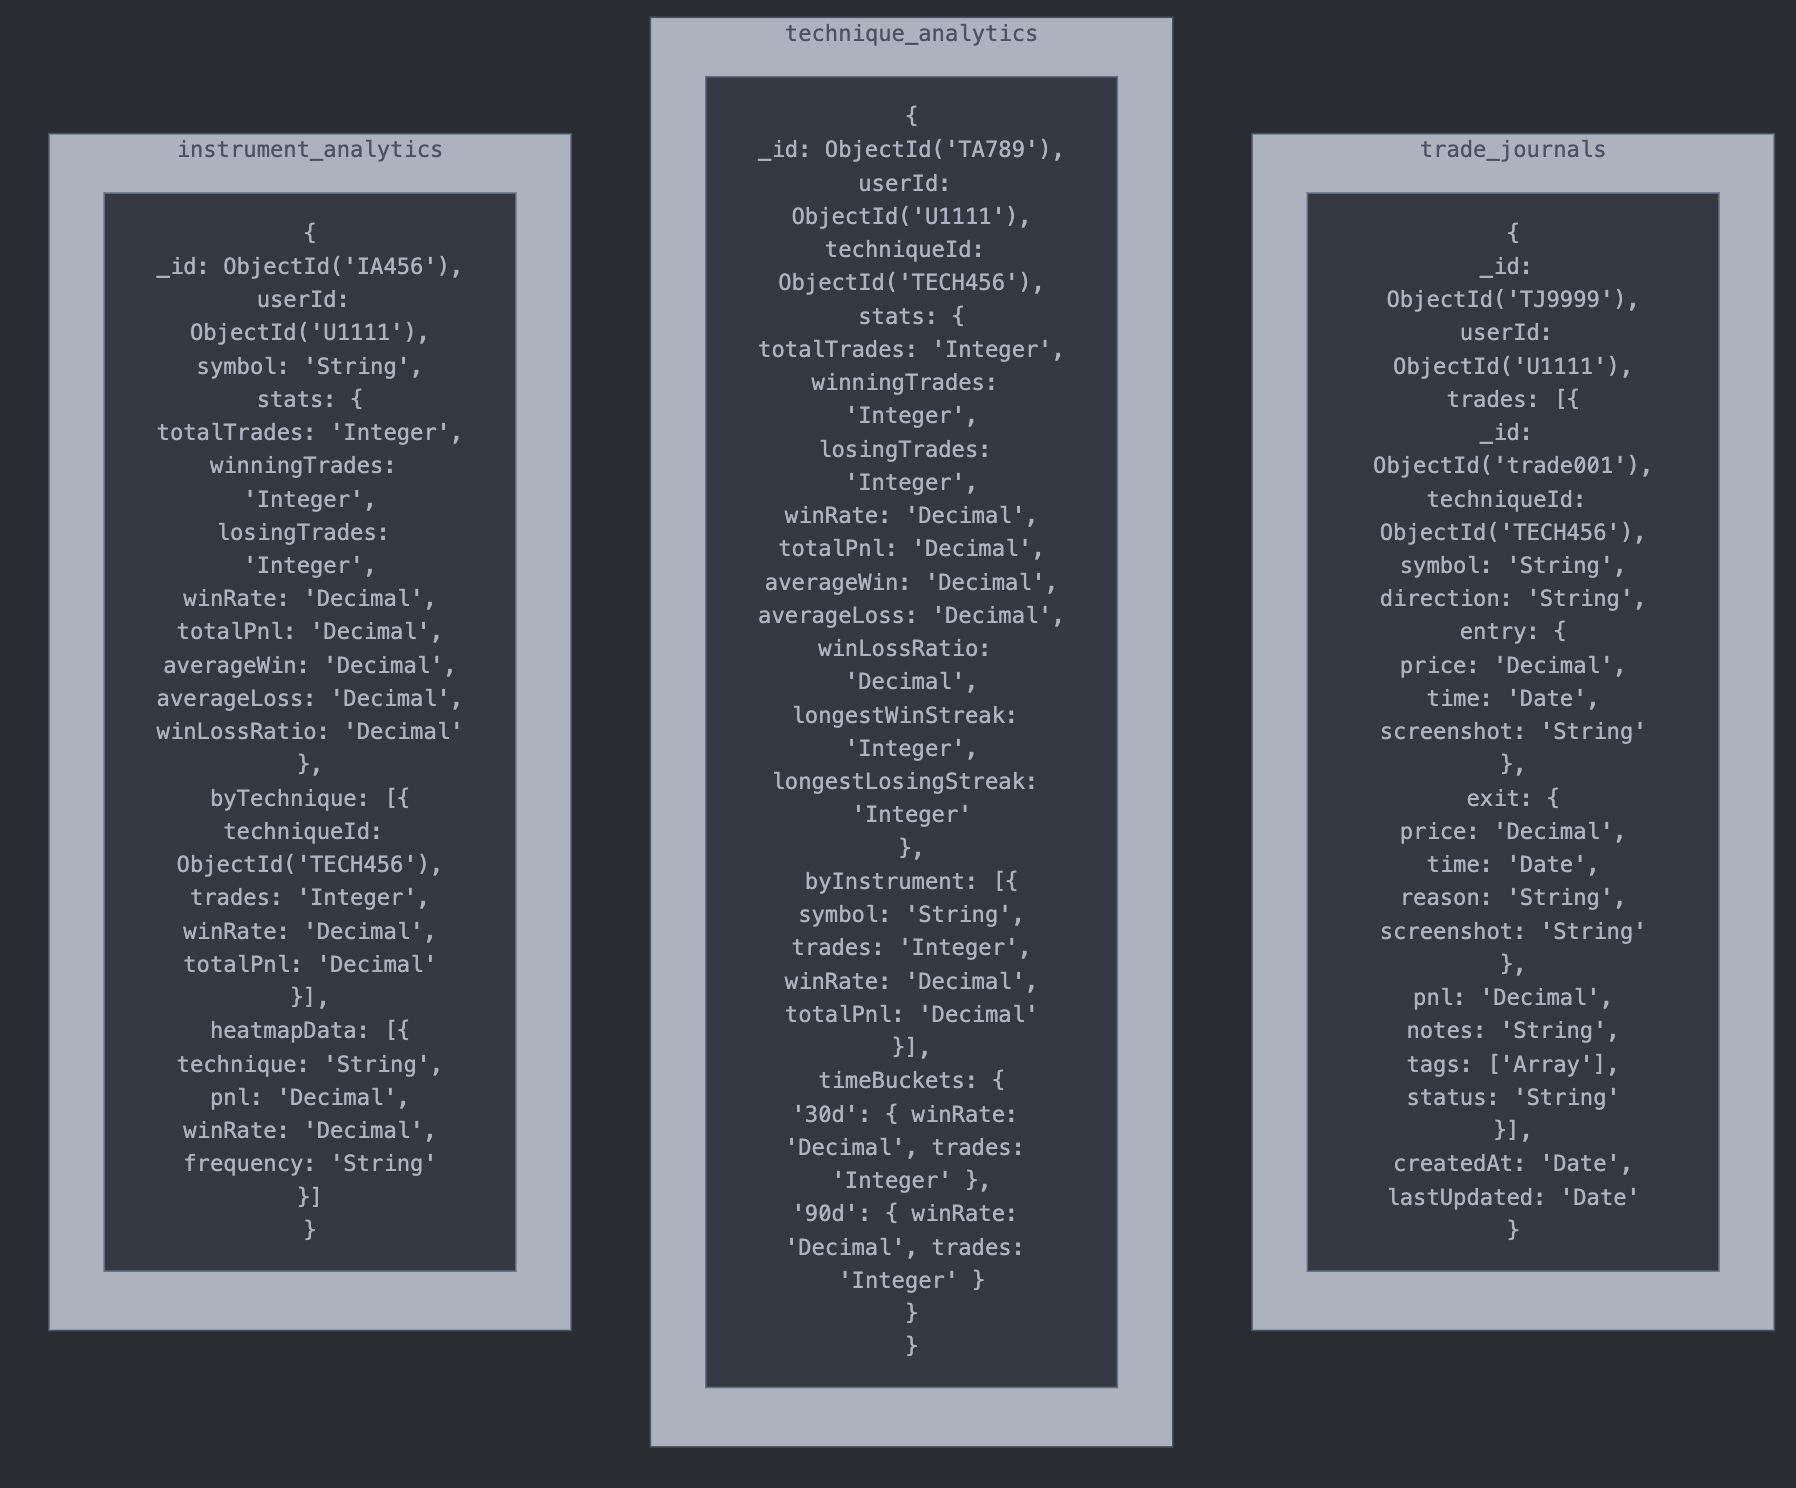 instrument_analytics
{
_id: ObjectId('IA456'),
userId:
ObjectId('U1111'),
symbol: 'String',
stats: {
totalTrades: 'Integer',
winningTrades:
'Integer',
losingTrades:
'Integer',
winRate: 'Decimal',
totalPnl: 'Decimal',
averageWin: 'Decimal',
averageLoss: 'Decimal',
winLossRatio: 'Decimal'
},
byTechnique: [{
techniqueId:
ObjectId('TECH456'),
trades: 'Integer',
winRate: 'Decimal',
totalPnl: 'Decimal'
}],
heatmapData: [{
technique: 'String',
pnl: 'Decimal',
winRate: 'Decimal',
frequency: 'String'
}]
}
technique_analytics
{
_id: ObjectId('TA789'),
userId:
ObjectId('U1111'),
techniqueId:
ObjectId('TECH456'),
stats: {
totalTrades: 'Integer',
winningTrades:
'Integer',
losingTrades:
'Integer',
winRate: 'Decimal',
totalPnl: 'Decimal',
averageWin: 'Decimal',
averageLoss: 'Decimal',
winLossRatio:
'Decimal',
longestWinStreak:
'Integer',
longestLosingStreak:
'Integer'
},
byInstrument: [{
symbol: 'String',
trades: 'Integer',
winRate: 'Decimal',
totalPnl: 'Decimal'
}],
timeBuckets: {
'30d': { winRate:
'Decimal', trades:
'Integer' },
'90d': { winRate:
'Decimal', trades:
'Integer' }
}
}
trade_journals
{
_id:
ObjectId('TJ9999'),
userId:
ObjectId('U1111'),
trades: [{
_id:
ObjectId('trade001'),
techniqueId:
ObjectId('TECH456'),
symbol: 'String',
direction: 'String',
entry: {
price: 'Decimal',
time: 'Date',
screenshot: 'String'
},
exit: {
price: 'Decimal',
time: 'Date',
reason: 'String',
screenshot: 'String'
},
pnl: 'Decimal',
notes: 'String',
tags: ['Array'],
status: 'String'
}],
createdAt: 'Date',
lastUpdated: 'Date'
}